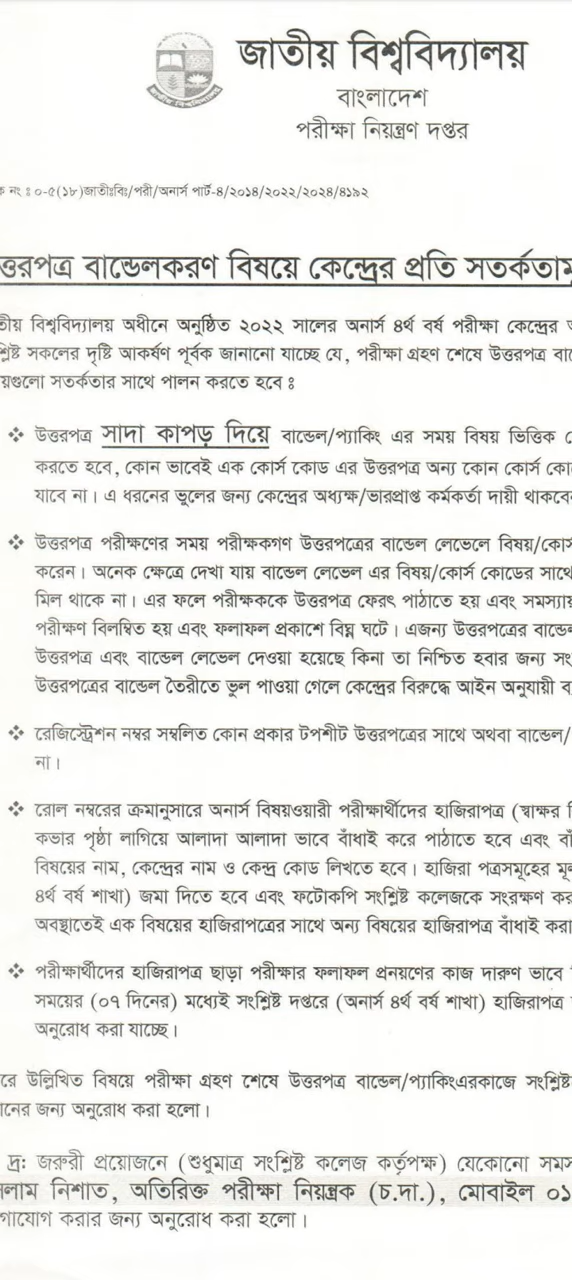 জাতীয় বিশ্ববিদ্যালয়
বাংলাদেশ
পরীক্ষা নিয়ন্ত্রণ দপ্তর
নং ঃ ০-৫(১৮)জাতীঃবিঃ/পরী/অনার্স পার্ট-৪/২০১৪/২০২২/২০২৪/৪১৯২
বান্ডেলকরণ বিষয়ে কেন্দ্রের প্রতি
বিশ্ববিদ্যালয় অধীনে অনুষ্ঠিত ২০২২ সালের অনার্স ৪র্থ বর্ষ পরীক্ষা কেন্দ্রের
সকলের দৃষ্টি আকর্ষণ পূর্বক জানানো যাচ্ছে যে, পরীক্ষা গ্রহণ শেষে উত্তরপত্র
সতর্কতার সাথে পালন করতে হবে ঃ
❖ উত্তরপত্র সাদা কাপড় দিয়ে বান্ডেল/প্যাকিং এর সময় বিষয় ভিত্তিক
করতে হবে, কোন ভাবেই এক কোর্স কোড এর উত্তরপত্র অন্য কোন কোর্স
যাবে না। এ ধরনের ভুলের জন্য কেন্দ্রের অধ্যক্ষ/ভারপ্রাপ্ত কর্মকর্তা দায়ী
❖ উত্তরপত্র পরীক্ষণের সময় পরীক্ষকগণ উত্তরপত্রের বান্ডেল লেভেলে বিষয়/কোর্স
করেন। অনেক ক্ষেত্রে দেখা যায় বান্ডেল লেভেল এর বিষয়/কোর্স কোডের সাথে
মিল থাকে না। এর ফলে পরীক্ষককে উত্তরপত্র ফেরৎ পাঠাতে হয় এবং
পরীক্ষণ বিলম্বিত হয় এবং ফলাফল প্রকাশে বিঘ্ন ঘটে। এজন্য উত্তরপত্রের বান্ডেল
উত্তরপত্র এবং বান্ডেল লেভেল দেওয়া হয়েছে কিনা তা নিশ্চিত হবার জন্য
উত্তরপত্রের বান্ডেল তৈরীতে ভুল পাওয়া গেলে কেন্দ্রের বিরুদ্ধে আইন অনুযায়ী
❖ রেজিস্ট্রেশন নম্বর সম্বলিত কোন প্রকার টপশীট উত্তরপত্রের সাথে অথবা বান্ডেল/
না।
❖ রোল নম্বরের ক্রমানুসারে অনার্স বিষয়ওয়ারী পরীক্ষার্থীদের হাজিরাপত্র (স্বাক্ষর
কভার পৃষ্ঠা লাগিয়ে আলাদা আলাদা ভাবে বাঁধাই করে পাঠাতে হবে এবং
বিষয়ের নাম, কেন্দ্রের নাম ও কেন্দ্র কোড লিখতে হবে। হাজিরা পত্রসমূহের
৪র্থ বর্ষ শাখা) জমা দিতে হবে এবং ফটোকপি সংশ্লিষ্ট কলেজকে সংরক্ষণ
অবস্থাতেই এক বিষয়ের হাজিরাপত্রের সাথে অন্য বিষয়ের হাজিরাপত্র বাঁধাই করা
❖ পরীক্ষার্থীদের হাজিরাপত্র ছাড়া পরীক্ষার ফলাফল প্রনয়ণের কাজ দারুণ ভাবে
সময়ের (০৭ দিনের) মধ্যেই সংশ্লিষ্ট দপ্তরে (অনার্স ৪র্থ বর্ষ শাখা) হাজিরাপত্র
অনুরোধ করা যাচ্ছে।
উল্লিখিত বিষয়ে পরীক্ষা গ্রহণ শেষে উত্তরপত্র বান্ডেল/প্যাকিংএরকাজে সংশ্লিষ্ট
জন্য অনুরোধ করা হলো।
দ্র: জরুরী প্রয়োজনে (শুধুমাত্র সংশ্লিষ্ট কলেজ কর্তৃপক্ষ) যেকোনো
নিশাত, অতিরিক্ত পরীক্ষা নিয়ন্ত্রক (চ.দা.), মোবাইল
করার জন্য অনুরোধ করা হলো।